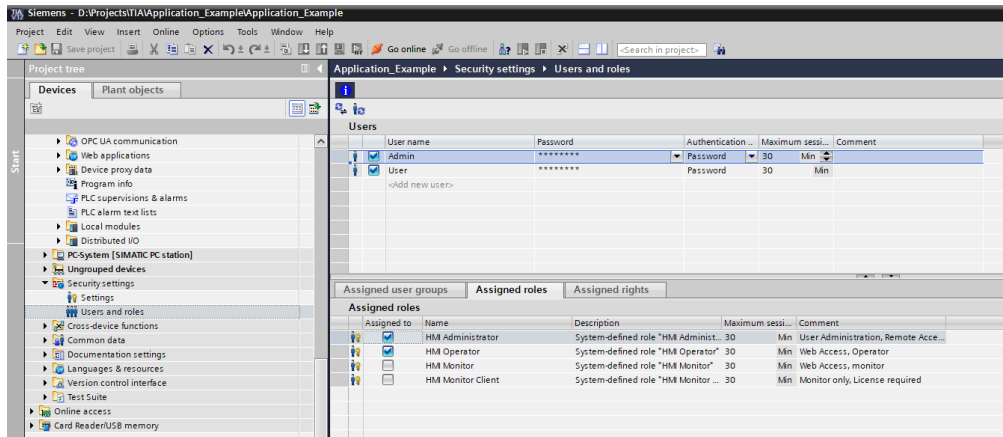 Siemens - D:\Projects\TIA\Application_Example\Application_Example
Project Edit View Insert Online Options Tools Window Help
Save project Go online Go offline <Search in project>
Project tree
Application_Example Security settings Users and roles
Devices Plant objects
Start
OPC UA communication
Web applications
Device proxy data
Program info
PLC supervisions & alarms
PLC alarm text lists
Local modules
Distributed I/O
PC-System [SIMATIC PC station]
Ungrouped devices
Security settings
Settings
Users and roles
Cross-device functions
Common data
Documentation settings
Languages & resources
Version control interface
Test Suite
Online access
Card Reader/USB memory
Users
User name Password Authentication .. Maximum sessi... Comment
Admin ******** Password 30 Min
User ******** Password 30 Min
<Add new user>
Assigned user groups Assigned roles Assigned rights
Assigned roles
Assigned to Name Description Maximum sessi... Comment
HMI Administrator System-defined role "HMI Administ... 30 Min User Administration, Remote Acce...
HMI Operator System-defined role "HMI Operator" 30 Min Web Access, Operator
HMI Monitor System-defined role "HMI Monitor" 30 Min Web Access, monitor
HMI Monitor Client System-defined role "HMI Monitor ... 30 Min Monitor only, License required